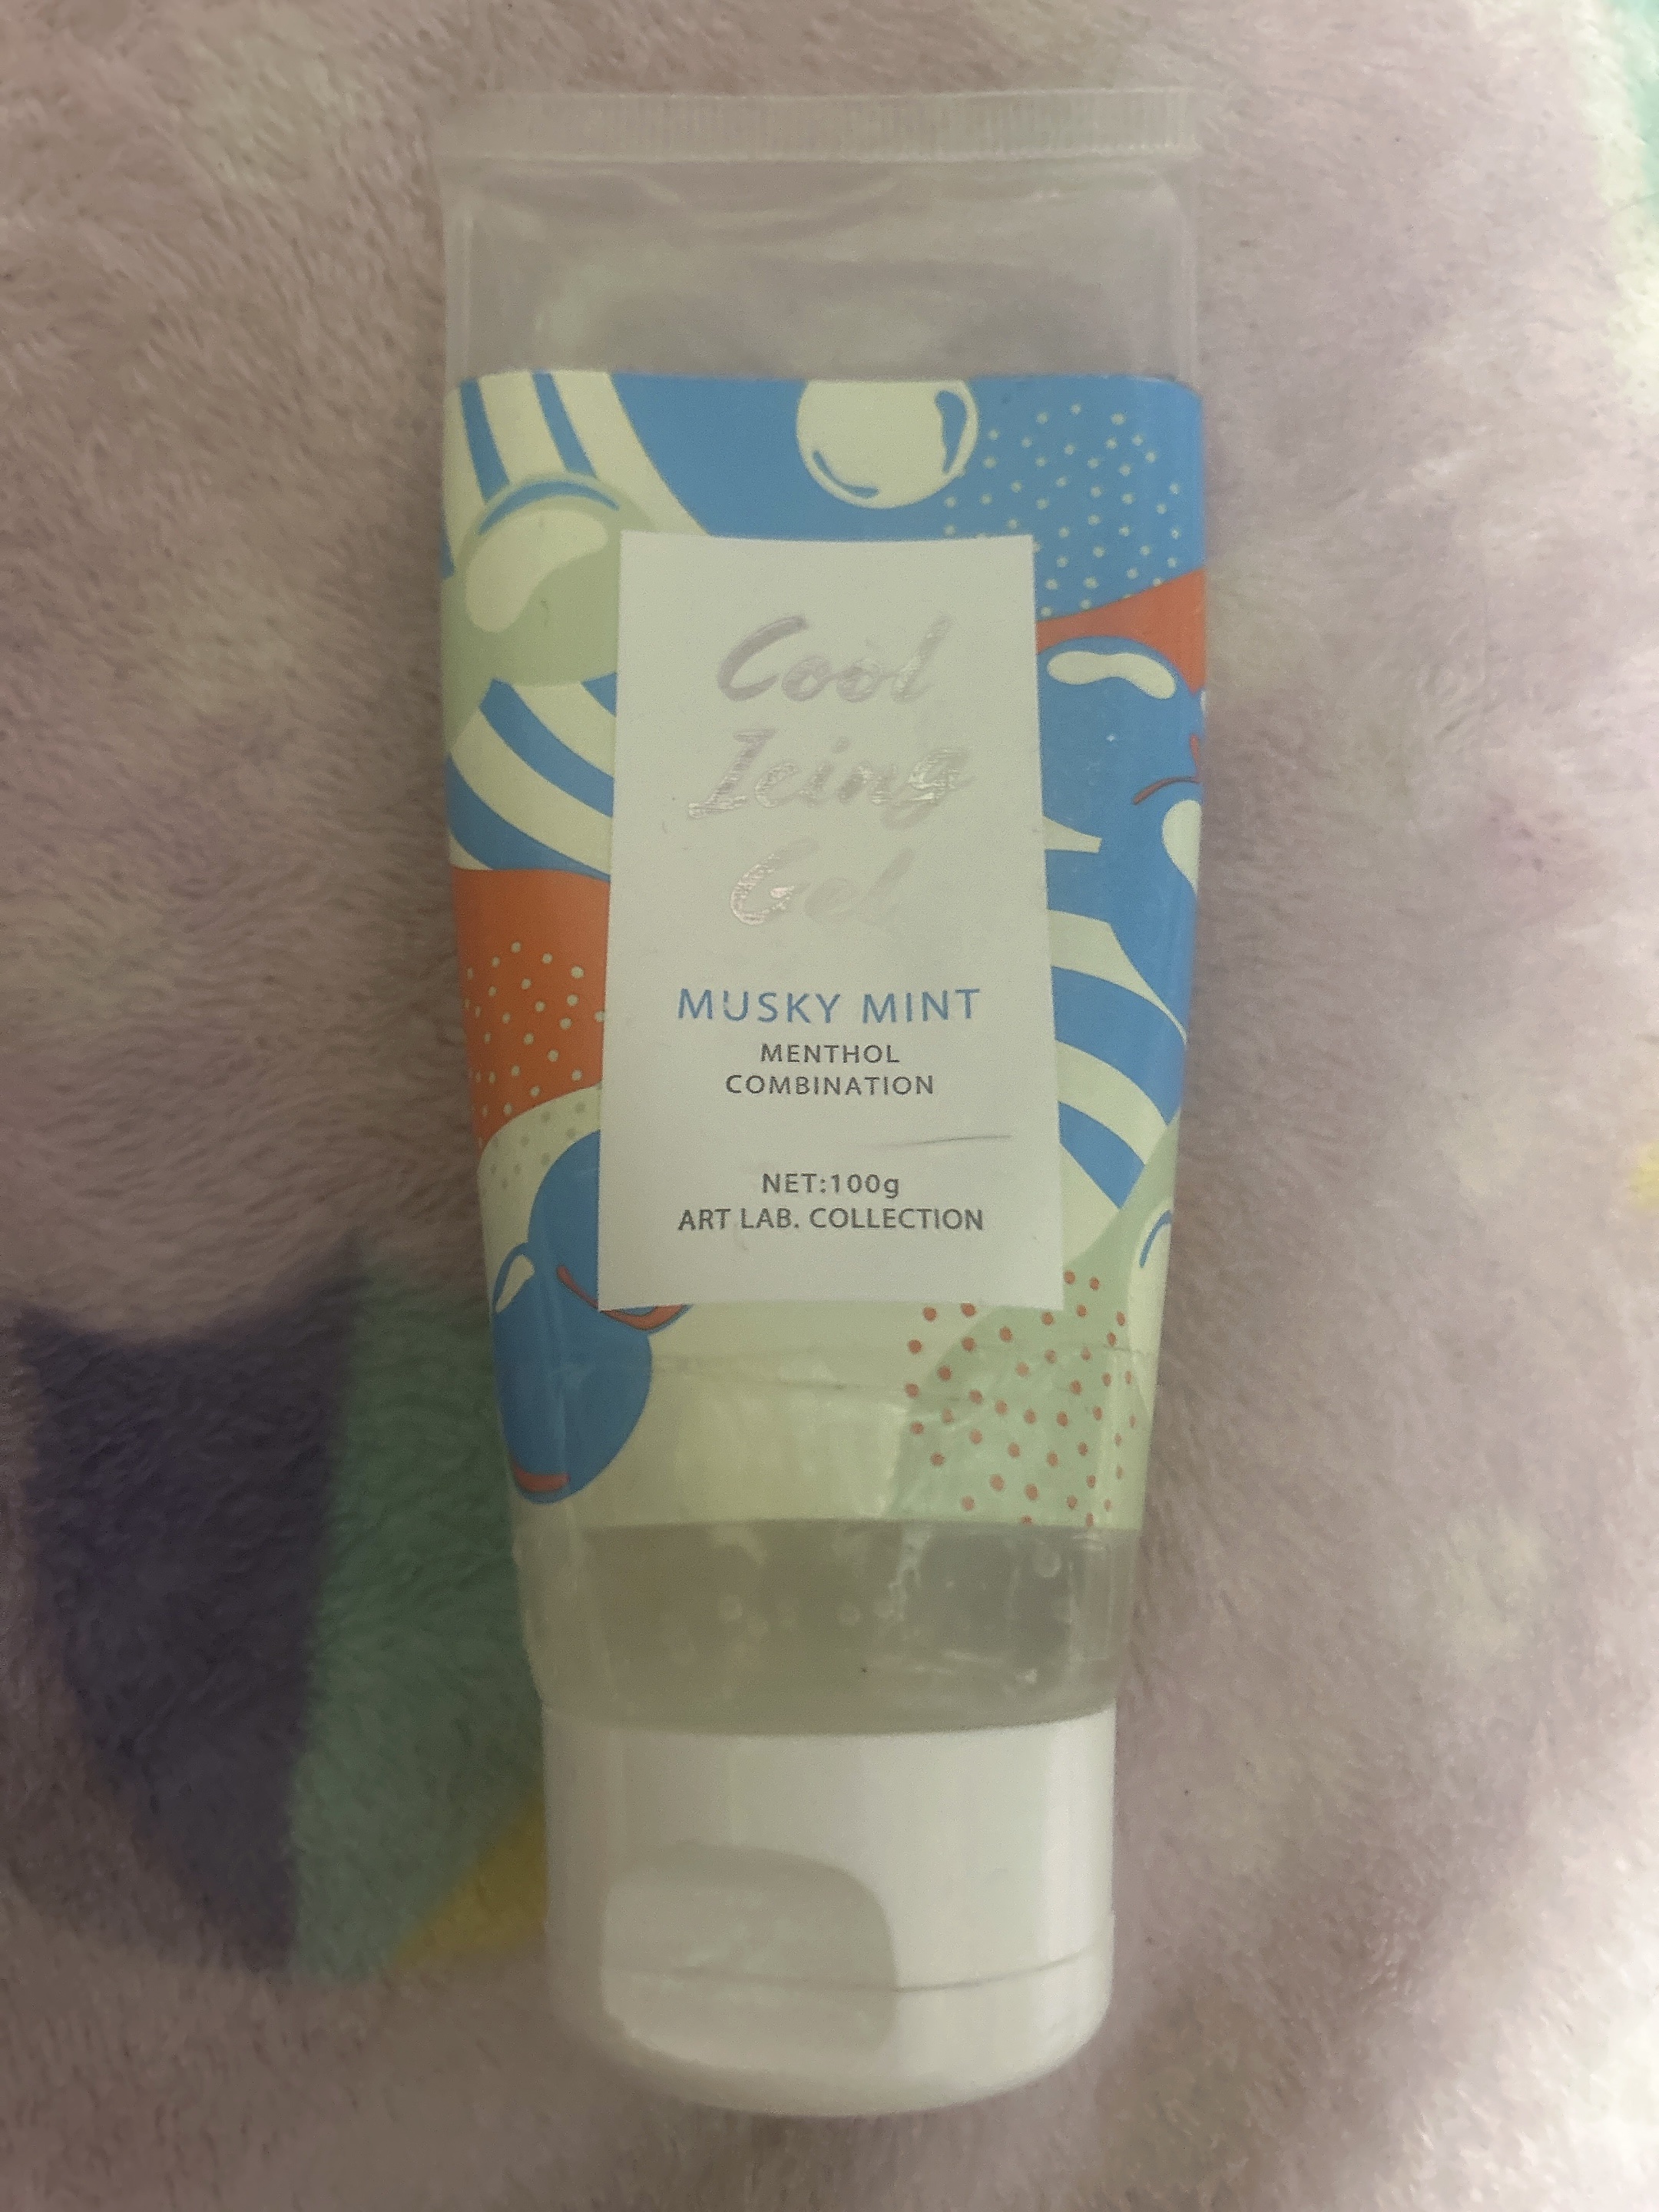 Cool
Icing
Gel
MUSKY MINT
MENTHOL
COMBINATION
NET:100g
ART LAB. COLLECTION